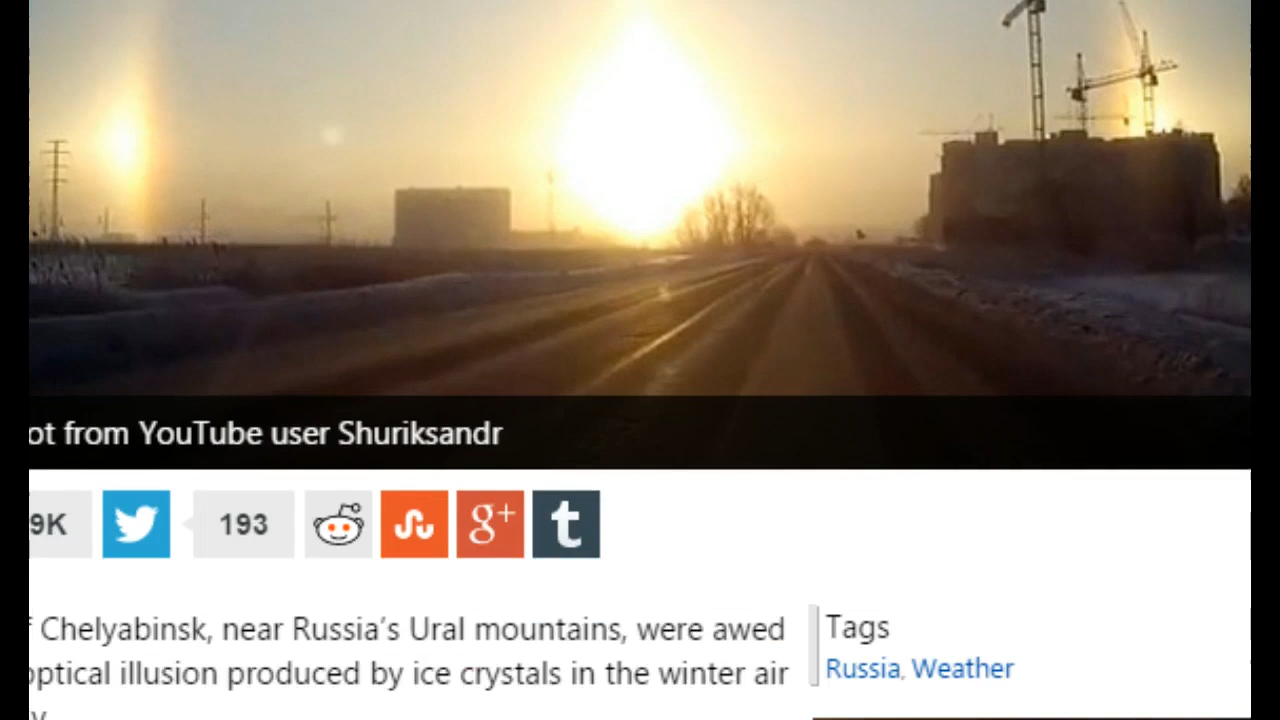 ot from YouTube user Shuriksandr
9K
193
g+
t
Chelyabinsk, near Russia's Ural mountains, were awed
optical illusion produced by ice crystals in the winter air
Tags
Russia, Weather